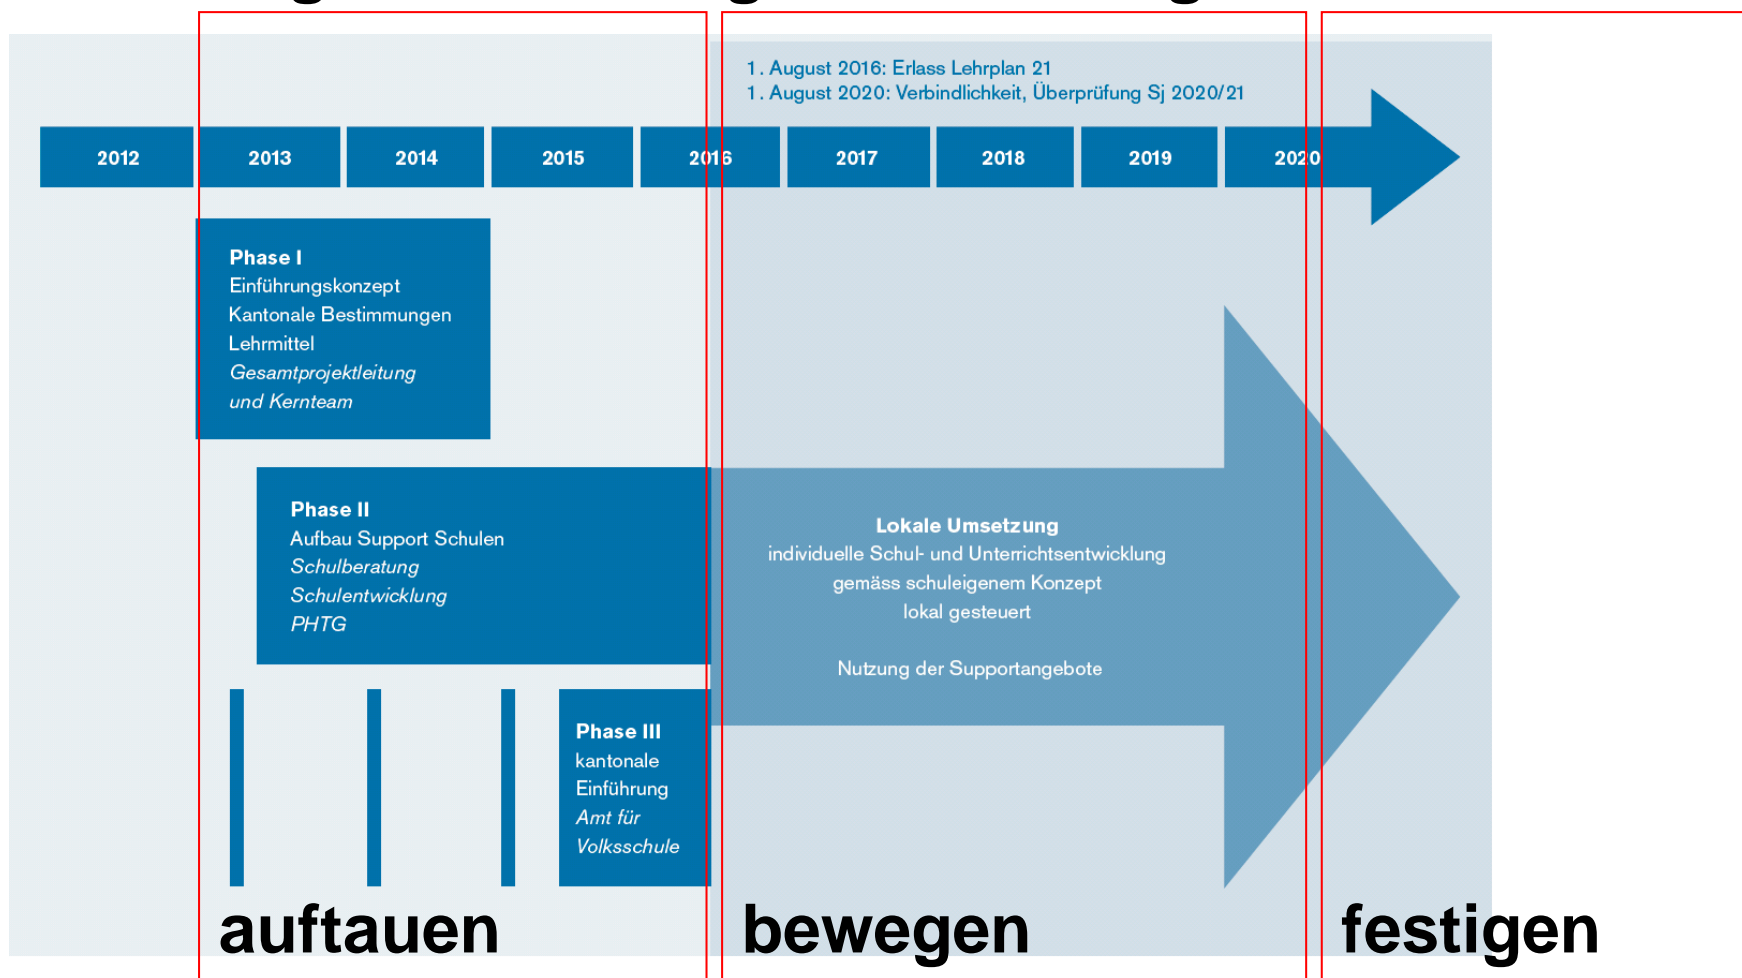 1. August 2016: Erlass Lehrplan 21
1. August 2020: Verbindlichkeit, Überprüfung Sj 2020/21
2012 2013 2014 2015 2016 2017 2018 2019 2020
Phase I
Einführungskonzept
Kantonale Bestimmungen
Lehrmittel
Gesamtprojektleitung
und Kernteam
Phase II
Aufbau Support Schulen
Schulberatung
Schulentwicklung
PHTG
Lokale Umsetzung
individuelle Schul- und Unterrichtsentwicklung
gemäss schuleigenem Konzept
lokal gesteuert
Nutzung der Supportangebote
Phase III
kantonale
Einführung
Amt für
Volksschule
auftauen bewegen festigen